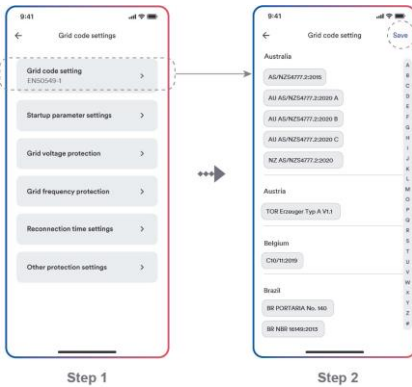 9:41
Grid code settings
Grid code setting
EN50549-1
Startup parameter settings
Grid voltage protection
Grid frequency protection
Reconnection time settings
Other protection settings
Step 1
9:41
Grid code setting
Save
Australia
AS/NZS4777.2:2015
AU AS/NZS4777.2:2020 A
AU AS/NZS4777.2:2020 B
AU AS/NZS4777.2:2020 C
NZ AS/NZS4777.2:2020
Austria
TOR Erzeuger Typ A V1.1
Belgium
C10/11:2019
Brazil
BR PORTARIA No. 140
BR NBR 16149:2013
A
B
C
D
E
F
G
H
I
J
K
L
M
O
P
Q
R
S
T
U
V
W
X
Y
Z
#
Step 2